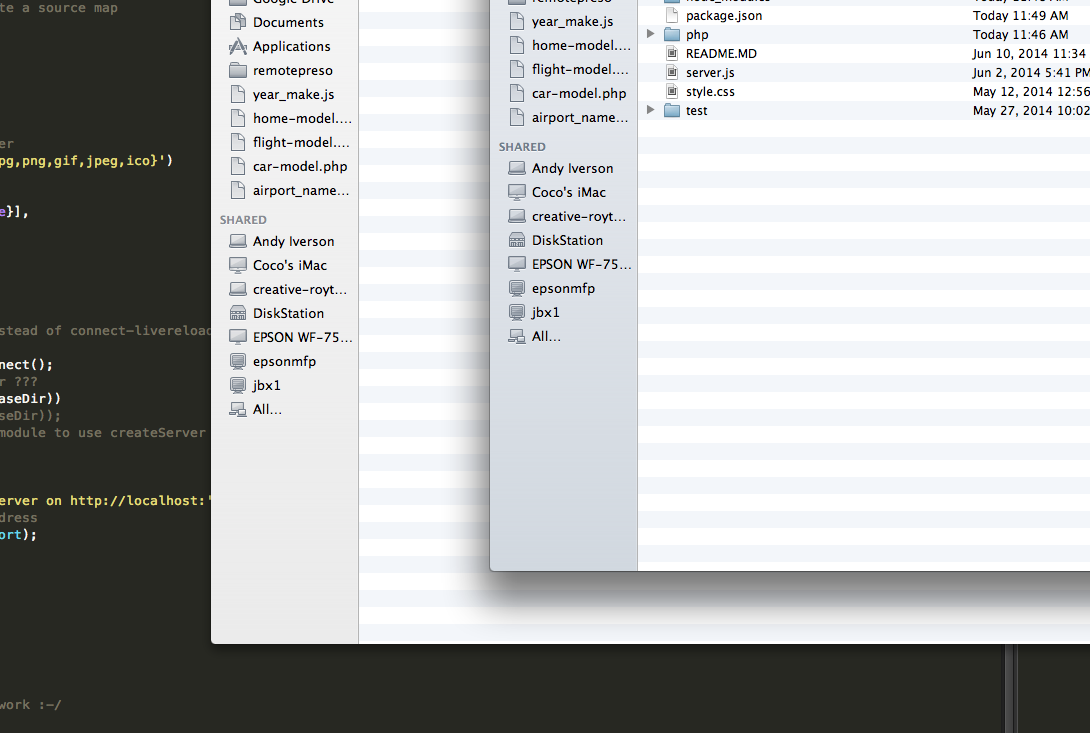 te a source map
er
pg,png,gif,jpeg,ico}')
e}],
stead of connect-livereload
nect();
r ???
aseDir))
seDir));
module to use createServer
erver on http://localhost:'
dress
ort);
work :-/
Google Drive
Documents
Applications
remotepreso
year_make.js
home-model....
flight-model....
car-model.php
airport_name...
SHARED
Andy Iverson
Coco's iMac
creative-royt...
DiskStation
EPSON WF-75...
epsonmfp
jbx1
All...
remotepreso
year_make.js
home-model....
flight-model....
car-model.php
airport_name...
SHARED
Andy Iverson
Coco's iMac
creative-royt...
DiskStation
EPSON WF-75...
epsonmfp
jbx1
All...
node_modules
package.json Today 11:49 AM
php Today 11:46 AM
README.MD Jun 10, 2014 11:34
server.js Jun 2, 2014 5:41 PM
style.css May 12, 2014 12:56
test May 27, 2014 10:02